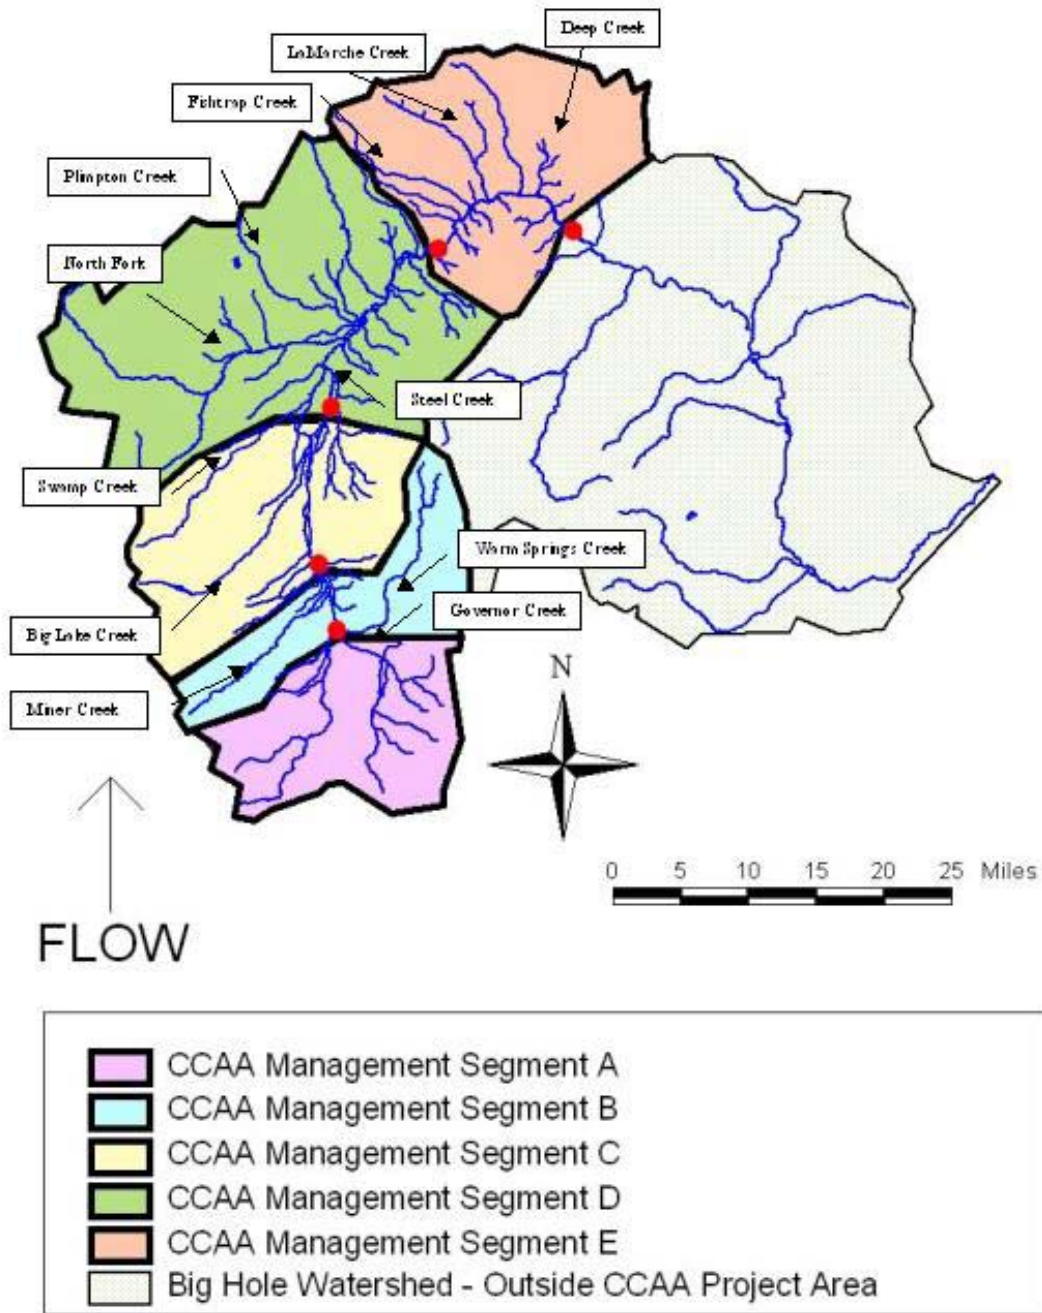 Deep Creek
LaMarche Creek
Fishtrap Creek
Plimpton Creek
North Fork
Steel Creek
Swamp Creek
Warm Springs Creek
Governor Creek
Big Lake Creek
Miner Creek
N
0 5 10 15 20 25 Miles
FLOW
CCAA Management Segment A
CCAA Management Segment B
CCAA Management Segment C
CCAA Management Segment D
CCAA Management Segment E
Big Hole Watershed - Outside CCAA Project Area